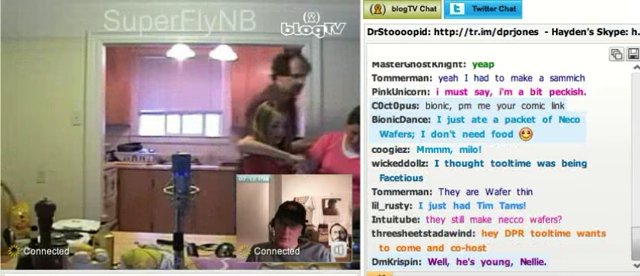 SuperFlyNB
blogTV
Connected
Connected
blogTV Chat
Twitter Chat
DrStoooopid: http://tr.im/dprjones - Hayden's Skype: h.
MasterGhostKnight: yeap
Tommerman: yeah I had to make a sammich
PinkUnicorn: i must say, i'm a bit peckish.
C0ct0pus: bionic, pm me your comic link
BionicDance: I just ate a packet of Neco
Wafers; I don't need food
coogiez: Mmmm, milo!
wickeddollz: I thought tooltime was being
Facetious
Tommerman: They are Wafer thin
lil_rusty: I just had Tim Tams!
Intuitube: they still make necco wafers?
threesheetstadawind: hey DPR tooltime wants
to come and co-host
DmKrispin: Well, he's young, Nellie.